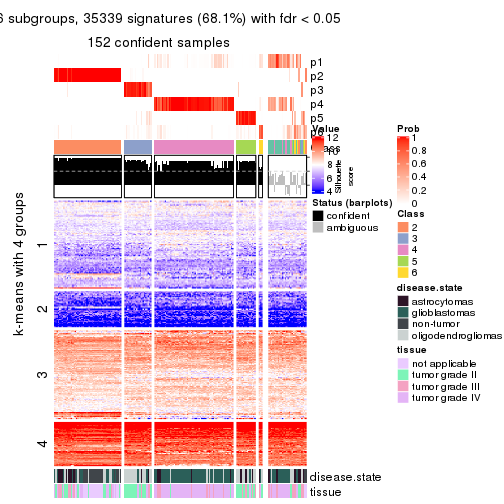 6 subgroups, 35339 signatures (68.1%) with fdr < 0.05
152 confident samples
p1
p2
p3
p4
p5
Value
12
10
8
6
4
Silhouette
score
Status (barplots)
confident
ambiguous
Prob
1
0.8
0.6
0.4
0.2
0
Class
2
3
4
5
6
disease.state
astrocytomas
glioblastomas
non-tumor
oligodendrogliomas
tissue
not applicable
tumor grade II
tumor grade III
tumor grade IV
k-means with 4 groups
1
2
3
4
disease.state
tissue